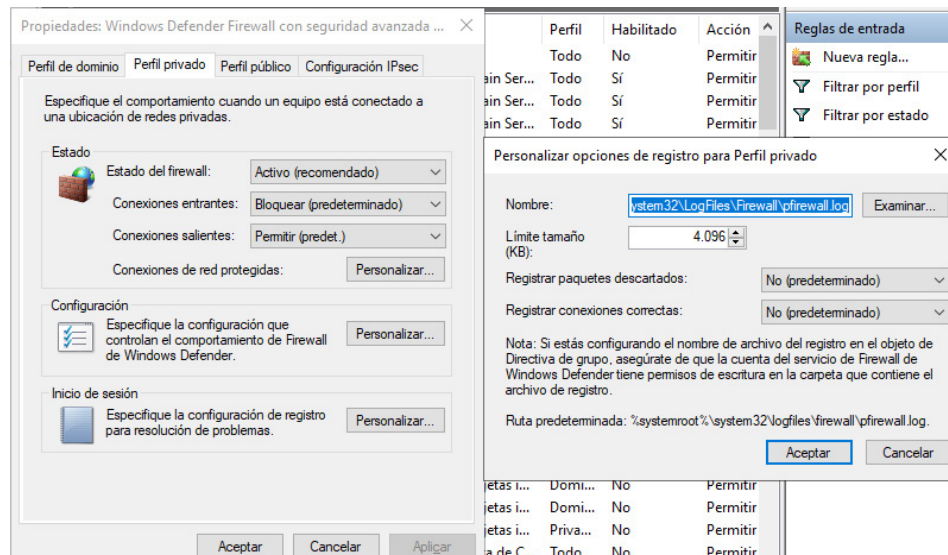 Propiedades: Windows Defender Firewall con seguridad avanzada ...
Perfil de dominio Perfil privado Perfil público Configuración IPsec
Especifique el comportamiento cuando un equipo está conectado a
una ubicación de redes privadas.
Estado
Estado del firewall: Activo (recomendado)
Conexiones entrantes: Bloquear (predeterminado)
Conexiones salientes: Permitir (predet.)
Conexiones de red protegidas: Personalizar...
Configuración
Especifique la configuración que
controlan el comportamiento de Firewall
de Windows Defender.
Personalizar...
Inicio de sesión
Especifique la configuración de registro
para resolución de problemas.
Personalizar...
Aceptar Cancelar Aplicar
Perfil Habilitado Acción
Todo No Permitir
ain Ser... Todo Sí Permitir
ain Ser... Todo Sí Permitir
ain Ser... Todo Sí Permitir
Reglas de entrada
Nueva regla...
Filtrar por perfil
Filtrar por estado
Personalizar opciones de registro para Perfil privado
Nombre: ystem32\LogFiles\Firewall\pfirewall.log Examinar...
Límite tamaño
(KB):
4.096
Registrar paquetes descartados: No (predeterminado)
Registrar conexiones correctas: No (predeterminado)
Nota: Si estás configurando el nombre de archivo del registro en el objeto de
Directiva de grupo, asegúrate de que la cuenta del servicio de Firewall de
Windows Defender tiene permisos de escritura en la carpeta que contiene el
archivo de registro.
Ruta predeterminada: %systemroot%\system32\logfiles\firewall\pfirewall.log.
Aceptar Cancelar
jetas i... Domi... No Permitir
jetas i... Domi... No Permitir
jetas i... Priva... No Permitir
a de C... Todo No Permitir